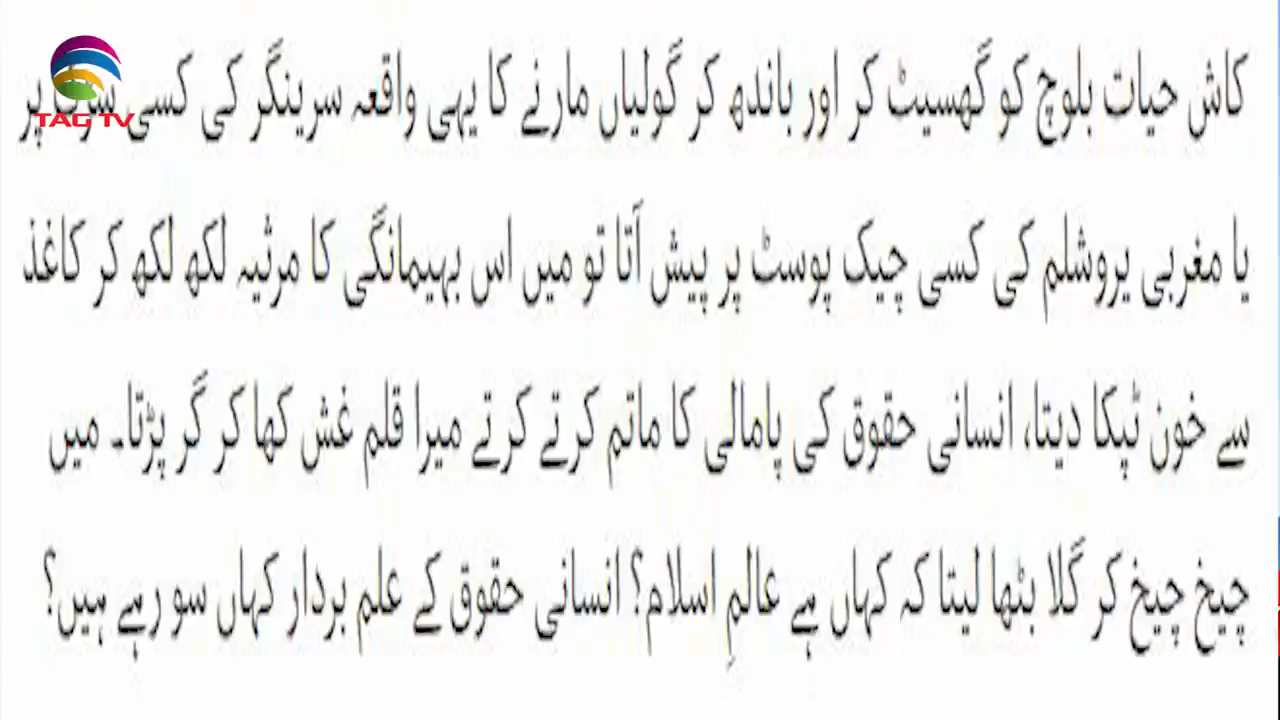 کاش حیات بلوچ کو گھسیٹ کر اور باندھ کر گولیاں مارنے کا یہی واقعہ سرینگر کی کسی پر
یا مغربی یروشلم کی کسی چیک پوسٹ پر پیش آتا تو میں اس بہیمانگی کا مرثیہ لکھ لکھ کر کاغذ
سے خون ٹپکا دیتا، انسانی حقوق کی پامالی کا ماتم کرتے کرتے میرا قلم غش کھا کر گر پڑتا۔ میں
چیخ چیخ کر گلا بٹھا لیتا کہ کہاں ہے عالمِ اسلام؟ انسانی حقوق کے علم بردار کہاں سو رہے ہیں؟
TAG TV